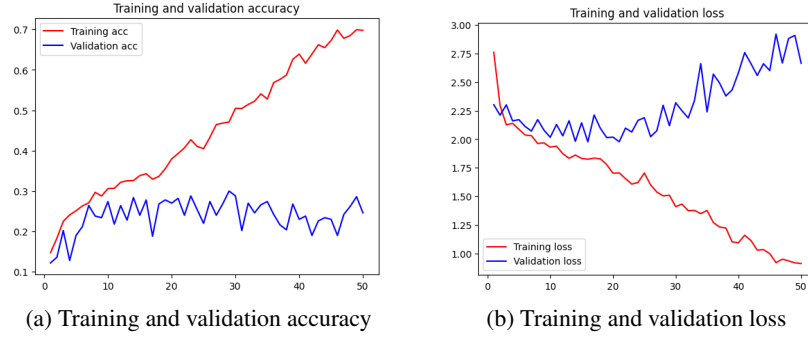 Training and validation accuracy
Training acc
Validation acc
0.7
0.6
0.5
0.4
0.3
0.2
0.1
0 10 20 30 40 50
(a) Training and validation accuracy
Training and validation loss
3.00
2.75
2.50
2.25
2.00
1.75
1.50
1.25
1.00
Training loss
Validation loss
0 10 20 30 40 50
(b) Training and validation loss